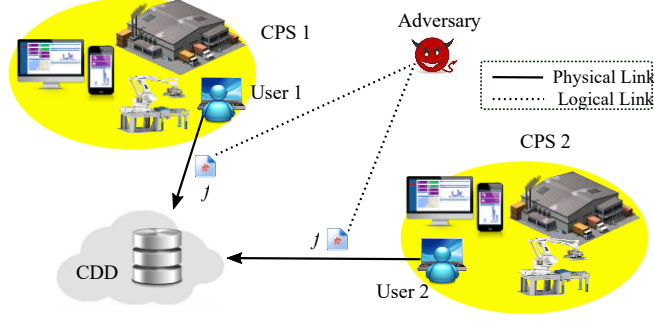 CPS 1
Adversary
User 1
Physical Link
Logical Link
CPS 2
#
f
f
#
CDD
User 2